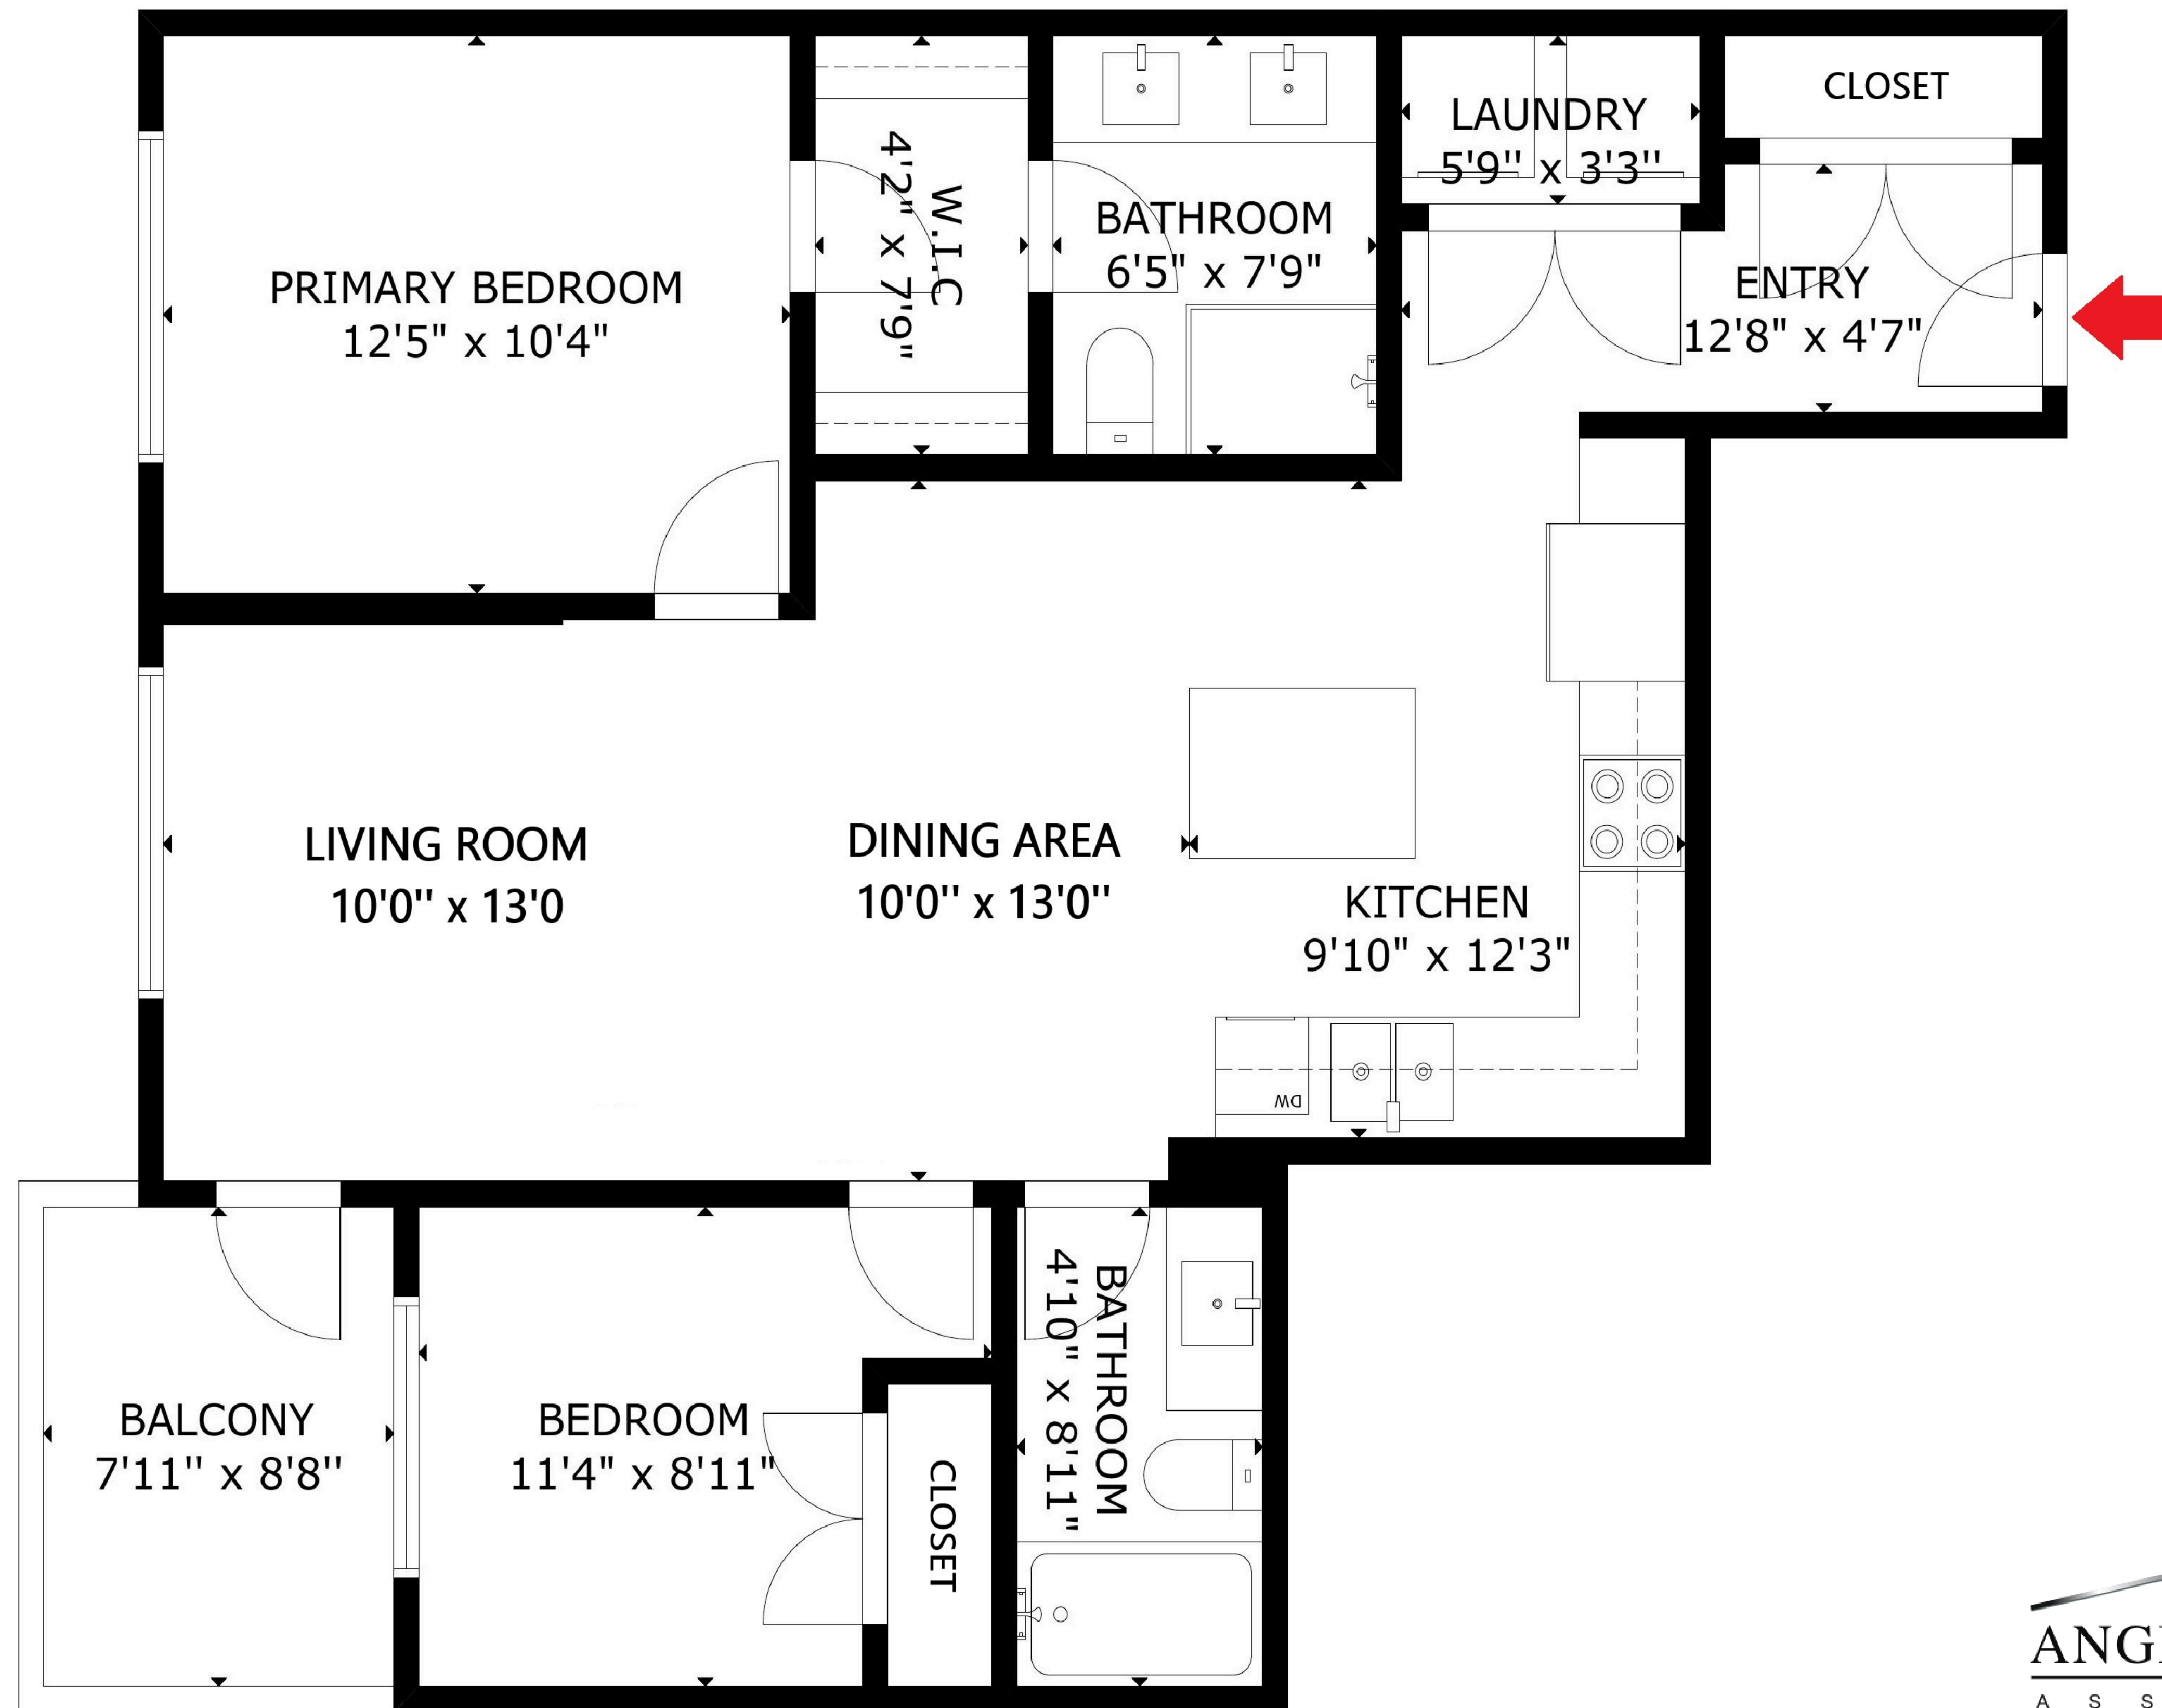 CLOSET
LAUNDRY
5'9" x 3'3"
W.I.C
4'2" x 7'9"
BATHROOM
6'5" x 7'9"
PRIMARY BEDROOM
12'5" x 10'4"
ENTRY
12'8" x 4'7"
LIVING ROOM
10'0" x 13'0
DINING AREA
10'0" x 13'0"
KITCHEN
9'10" x 12'3"
DW
BALCONY
7'11" x 8'8"
BEDROOM
11'4" x 8'11"
CLOSET
BATHROOM
4'10" x 8'11"
A S S